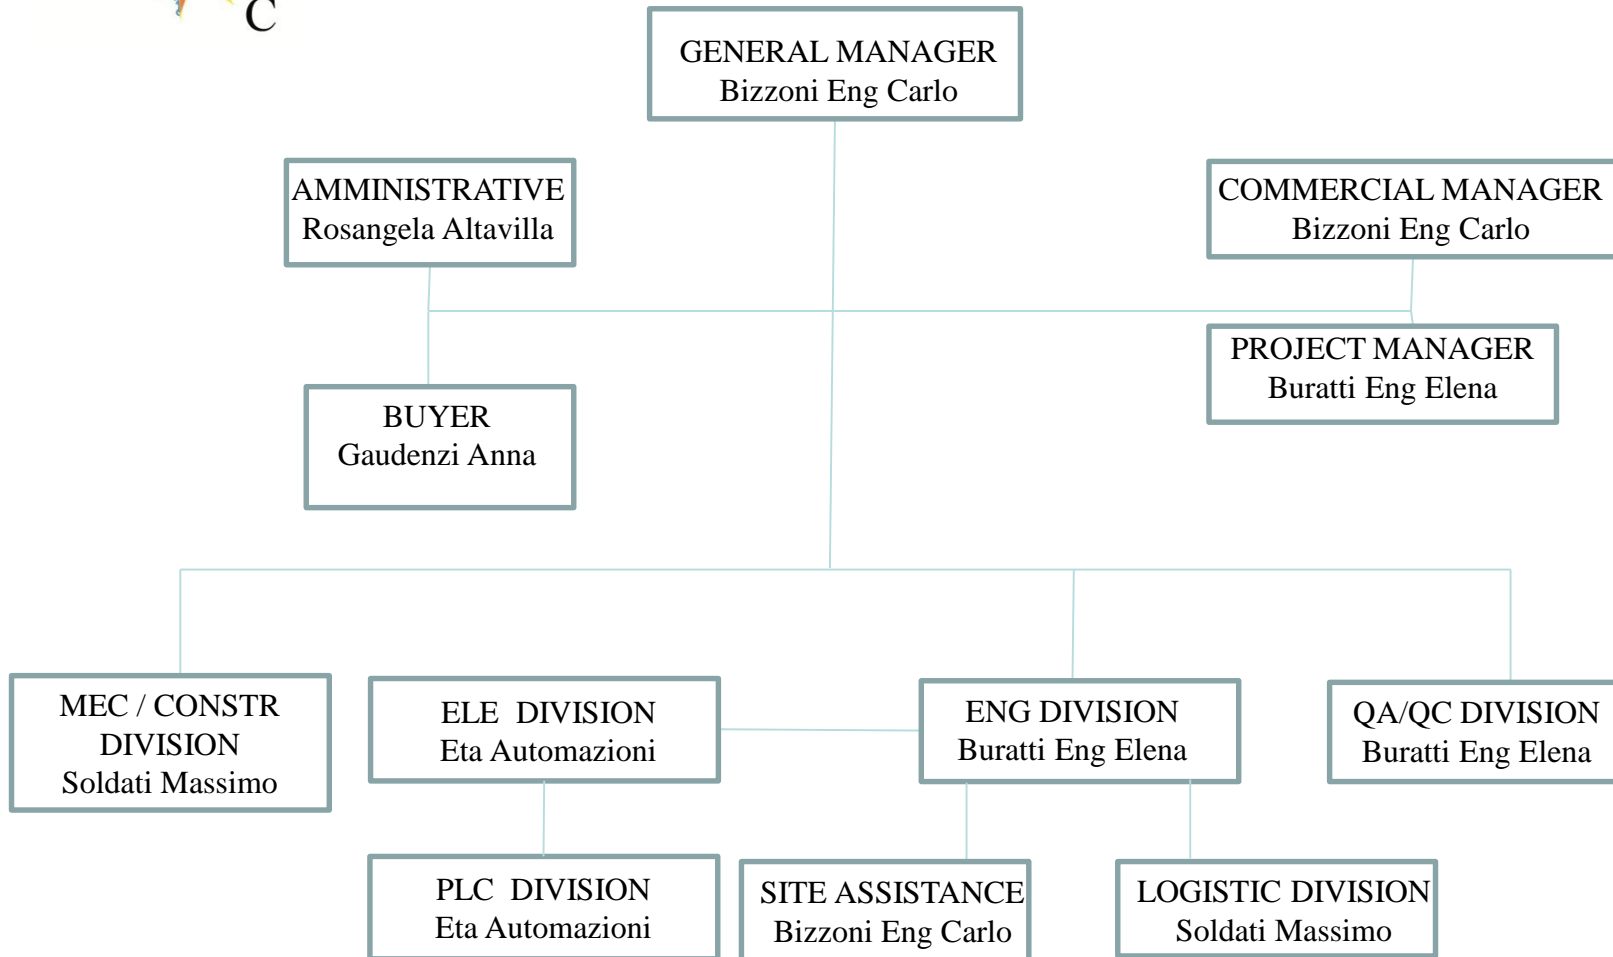 C
GENERAL MANAGER
Bizzoni Eng Carlo
AMMINISTRATIVE
Rosangela Altavilla
COMMERCIAL MANAGER
Bizzoni Eng Carlo
PROJECT MANAGER
Buratti Eng Elena
BUYER
Gaudenzi Anna
MEC / CONSTR
DIVISION
Soldati Massimo
ELE DIVISION
Eta Automazioni
ENG DIVISION
Buratti Eng Elena
QA/QC DIVISION
Buratti Eng Elena
PLC DIVISION
Eta Automazioni
SITE ASSISTANCE
Bizzoni Eng Carlo
LOGISTIC DIVISION
Soldati Massimo